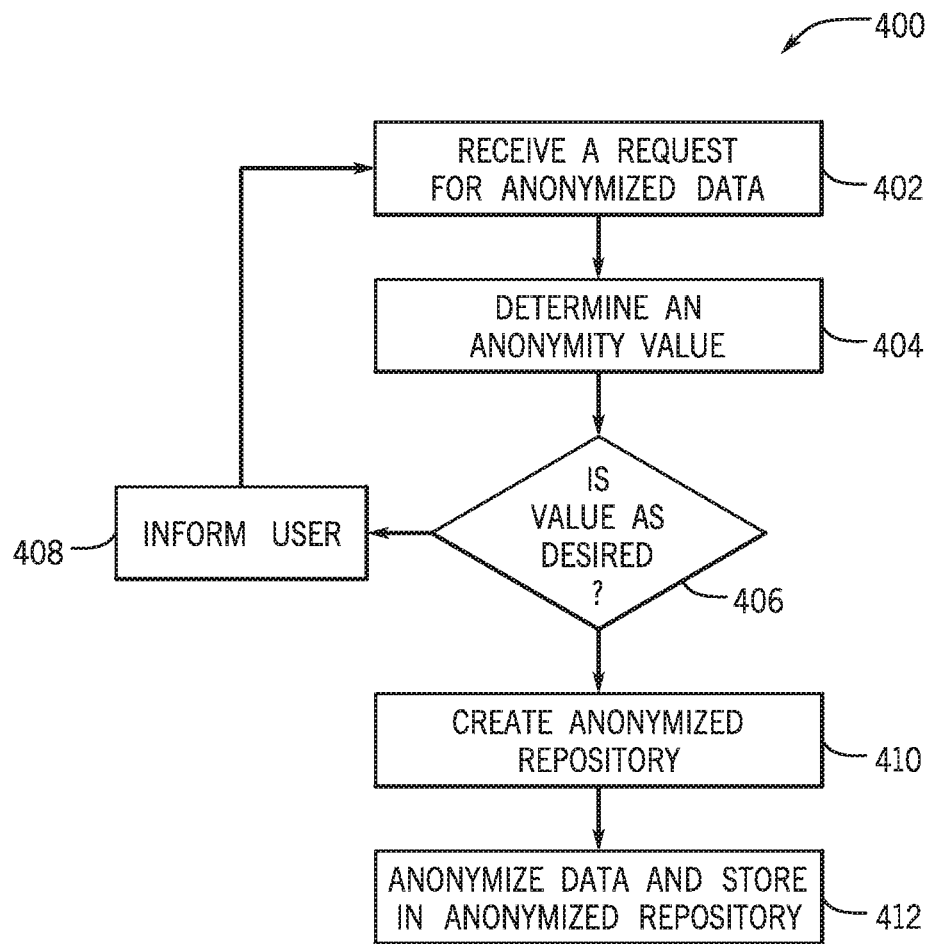 400
RECEIVE A REQUEST
FOR ANONYMIZED DATA
402
DETERMINE AN
ANONYMITY VALUE
404
IS
VALUE AS
DESIRED
?
406
INFORM USER
408
CREATE ANONYMIZED
REPOSITORY
410
ANONYMIZE DATA AND STORE
IN ANONYMIZED REPOSITORY
412